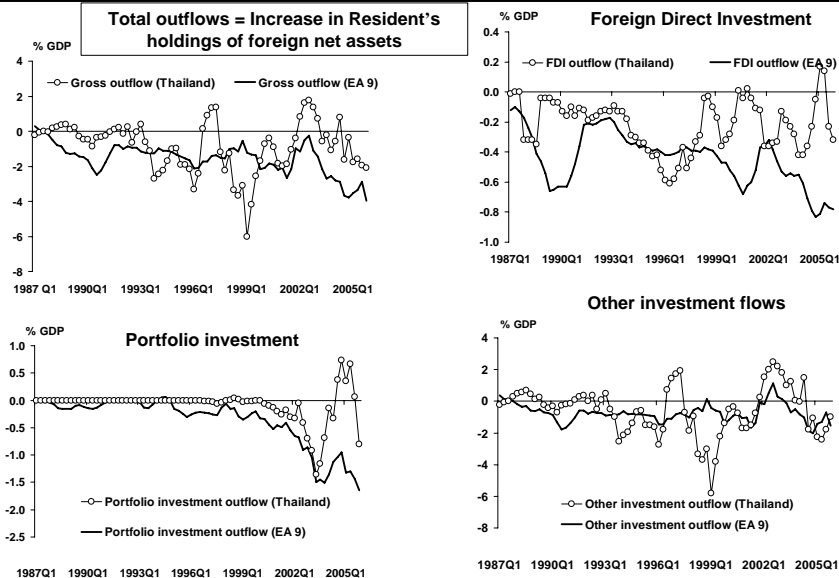 Total outflows = Increase in Resident's
holdings of foreign net assets
% GDP
4
2
0
-2
-4
-6
-8
Gross outflow (Thailand)
Gross outflow (EA 9)
1987 Q1 1990Q1 1993Q1 1996Q1 1999Q1 2002Q1 2005Q1
Foreign Direct Investment
% GDP
0.4
0.2
0.0
-0.2
-0.4
-0.6
-0.8
-1.0
FDI outflow (Thailand)
FDI outflow (EA 9)
1987Q1 1990Q1 1993Q1 1996Q1 1999Q1 2002Q1 2005Q1
Portfolio investment
% GDP
1.0
0.5
0.0
-0.5
-1.0
-1.5
-2.0
-2.5
Portfolio investment outflow (Thailand)
Portfolio investment outflow (EA 9)
1987Q1 1990Q1 1993Q1 1996Q1 1999Q1 2002Q1 2005Q1
Other investment flows
% GDP
4
2
0
-2
-4
-6
-8
Other investment outflow (Thailand)
Other investment outflow (EA 9)
1987Q1 1990Q1 1993Q1 1996Q1 1999Q1 2002Q1 2005Q1